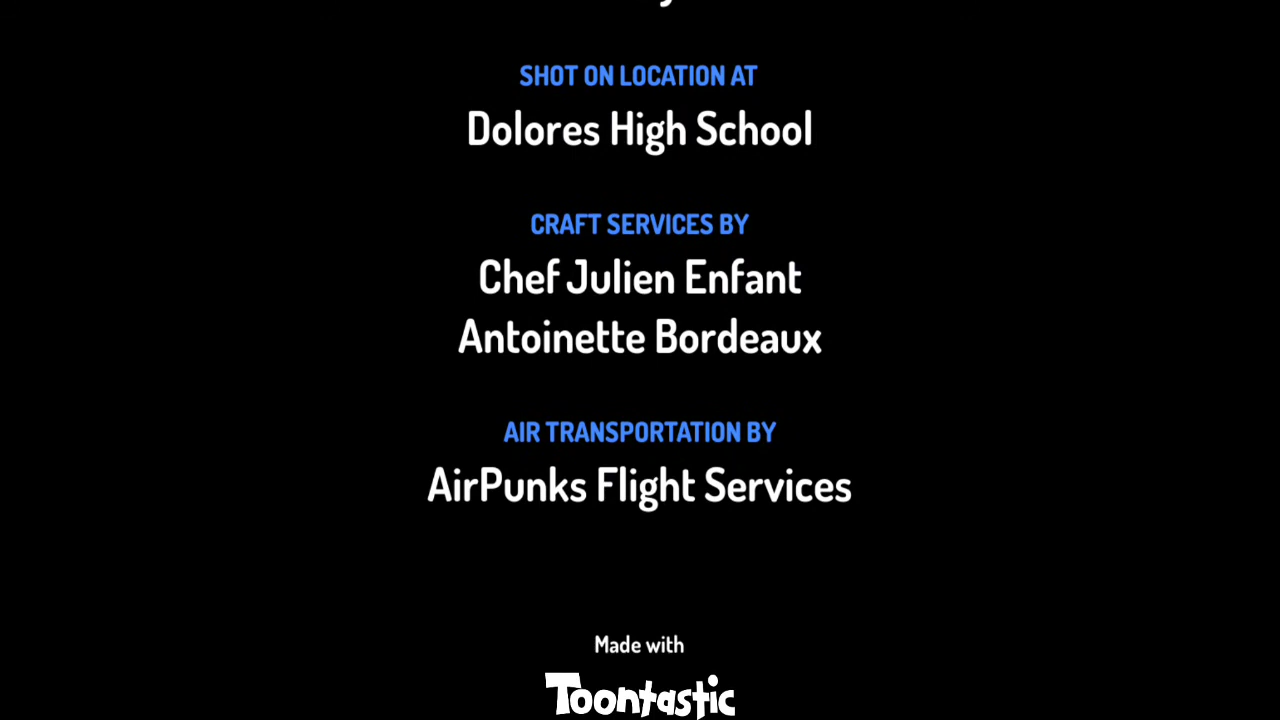 SHOT ON LOCATION AT
Dolores High School
CRAFT SERVICES BY
Chef Julien Enfant
Antoinette Bordeaux
AIR TRANSPORTATION BY
AirPunks Flight Services
Made with
Toontastic